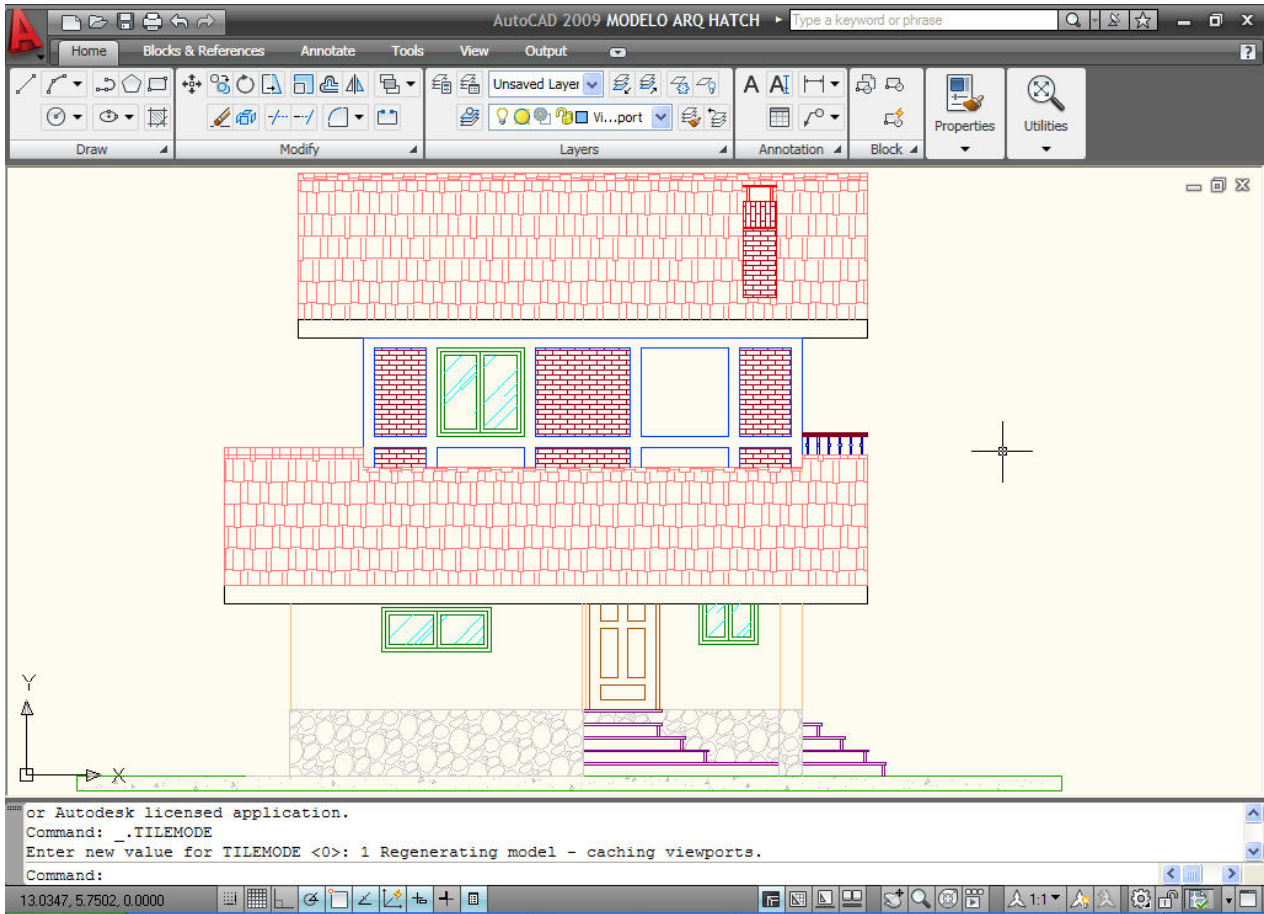 AutoCAD 2009 MODELO ARQ HATCH
Type a keyword or phrase
Home Blocks & References Annotate Tools View Output
Unsaved Layer
Vi...port
Properties
Utilities
Draw
Modify
Layers
Annotation
Block
Y
X
or Autodesk licensed application.
Command: _.TILEMODE
Enter new value for TILEMODE <0>: 1 Regenerating model - caching viewports.
Command:
13.0347, 5.7502, 0.0000
1:1